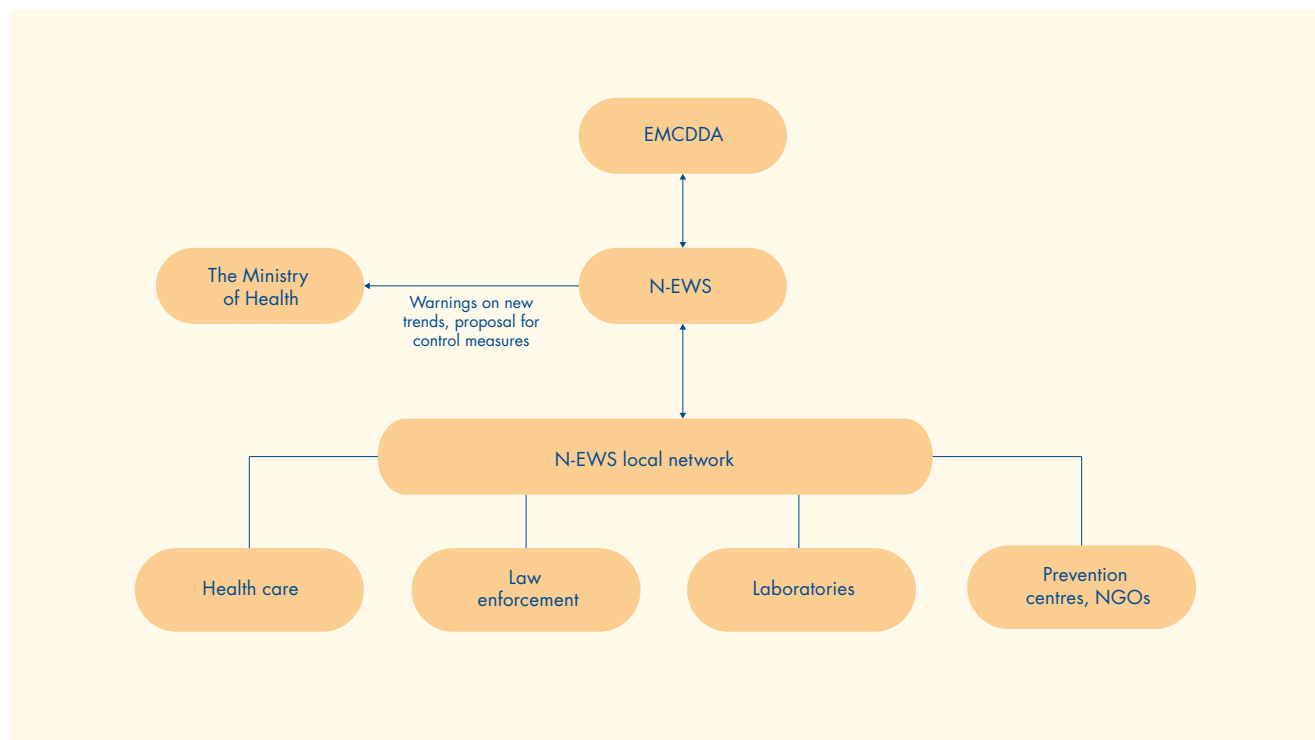 EMCDDA
The Ministry
of Health
N-EWS
Warnings on new
trends, proposal for
control measures
N-EWS local network
Health care
Law
enforcement
Laboratories
Prevention
centres, NGOs